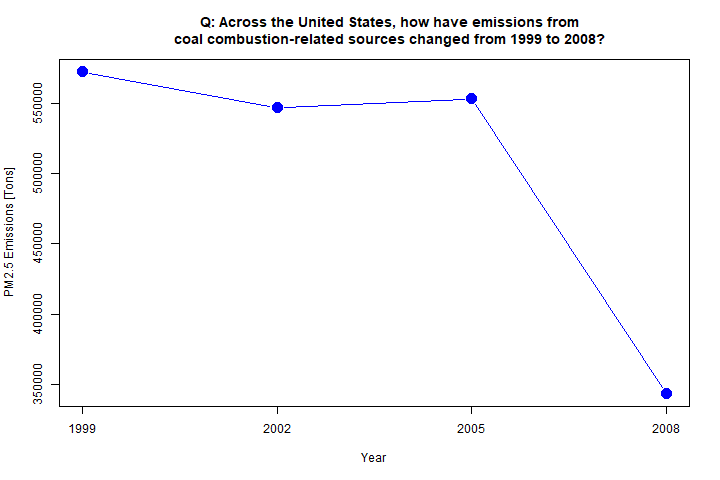 Q: Across the United States, how have emissions from
coal combustion-related sources changed from 1999 to 2008?
PM2.5 Emissions [Tons]
550000
500000
450000
400000
350000
1999 2002 2005 2008
Year